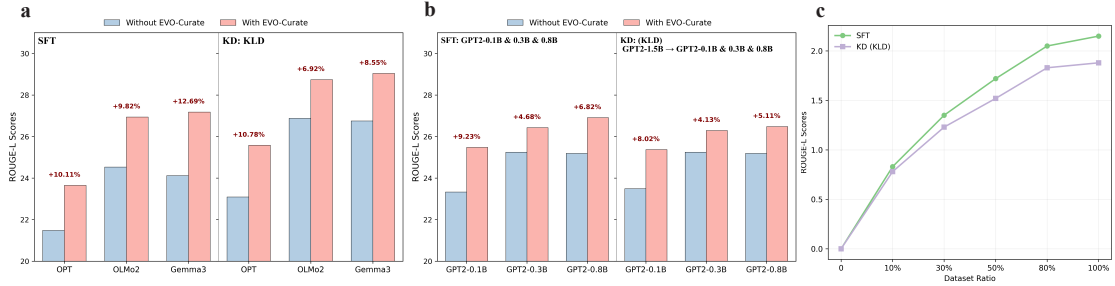 a
Without EVO-Curate
With EVO-Curate
SFT
KD: KLD
ROUGE-L Scores
30
28
26
24
22
20
+10.11%
+9.82%
+12.69%
+10.78%
+6.92%
+8.55%
OPT
OLMo2
Gemma3
OPT
OLMo2
Gemma3
b
Without EVO-Curate
With EVO-Curate
SFT: GPT2-0.1B & 0.3B & 0.8B
KD: (KLD)
GPT2-1.5B → GPT2-0.1B & 0.3B & 0.8B
ROUGE-L Scores
30
28
26
24
22
20
+9.23%
+4.68%
+6.82%
+8.02%
+4.13%
+5.11%
GPT2-0.1B
GPT2-0.3B
GPT2-0.8B
GPT2-0.1B
GPT2-0.3B
GPT2-0.8B
c
SFT
KD (KLD)
ROUGE-L Scores
2.0
1.5
1.0
0.5
0.0
0
10%
30%
50%
80%
100%
Dataset Ratio